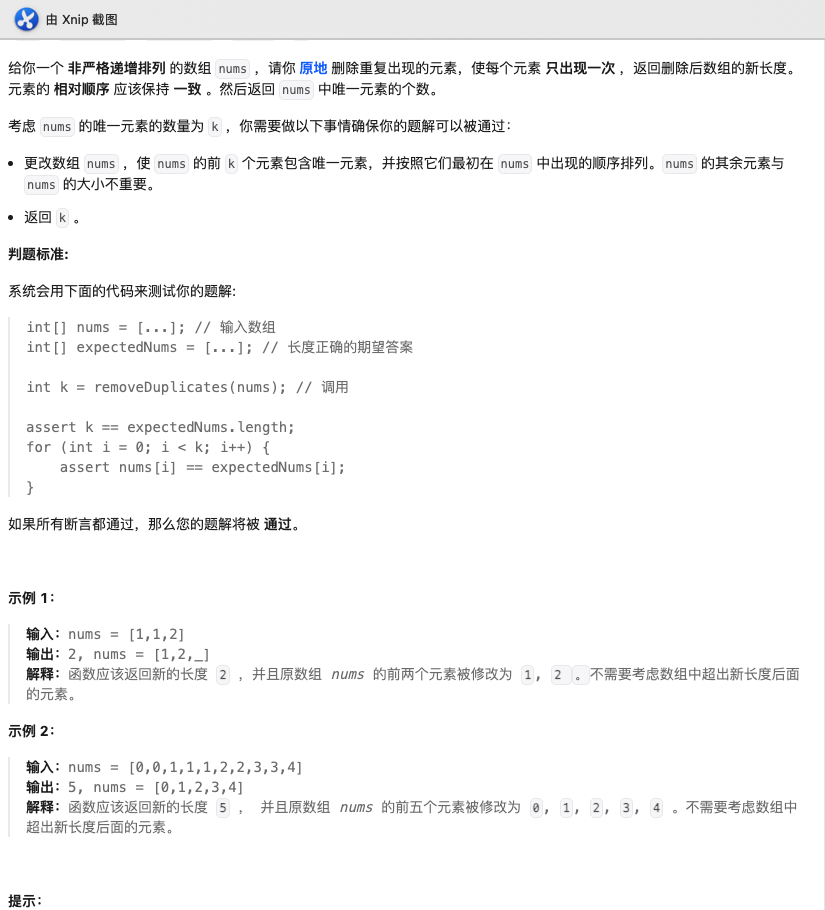 由 Xnip 截图
给你一个 非严格递增排列 的数组 nums ，请你 原地 删除重复出现的元素，使每个元素 只出现一次 ，返回删除后数组的新长度。
元素的 相对顺序 应该保持 一致 。然后返回 nums 中唯一元素的个数。
考虑 nums 的唯一元素的数量为 k ，你需要做以下事情确保你的题解可以被通过：
• 更改数组 nums ，使 nums 的前 k 个元素包含唯一元素，并按照它们最初在 nums 中出现的顺序排列。nums 的其余元素与
nums 的大小不重要。
• 返回 k 。
判题标准:
系统会用下面的代码来测试你的题解:
int[] nums = [...]; // 输入数组
int[] expectedNums = [...]; // 长度正确的期望答案
int k = removeDuplicates(nums); // 调用
assert k == expectedNums.length;
for (int i = 0; i < k; i++) {
    assert nums[i] == expectedNums[i];
}
如果所有断言都通过，那么您的题解将被 通过。
示例 1：
输入：nums = [1,1,2]
输出：2, nums = [1,2,_]
解释：函数应该返回新的长度 2 ，并且原数组 nums 的前两个元素被修改为 1, 2 。不需要考虑数组中超出新长度后面
的元素。
示例 2：
输入：nums = [0,0,1,1,1,2,2,3,3,4]
输出：5, nums = [0,1,2,3,4]
解释：函数应该返回新的长度 5 ， 并且原数组 nums 的前五个元素被修改为 0, 1, 2, 3, 4 。不需要考虑数组中
超出新长度后面的元素。
提示：